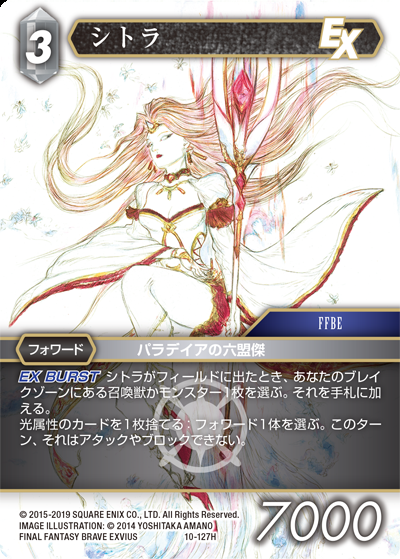 3
シトラ
EX
FFBE
フォワード
パラデイアの六盟傑
EX BURST シトラがフィールドに出たとき、あなたのブレイ
クゾーンにある召喚獣かモンスター1枚を選ぶ。それを手札に加
える。
光属性のカードを1枚捨てる：フォワード1体を選ぶ。このター
ン、それはアタックやブロックできない。
© 2015-2019 SQUARE ENIX CO., LTD. All Rights Reserved.
IMAGE ILLUSTRATION: © 2014 YOSHITAKA AMANO
FINAL FANTASY BRAVE EXVIUS 10-127H
7000